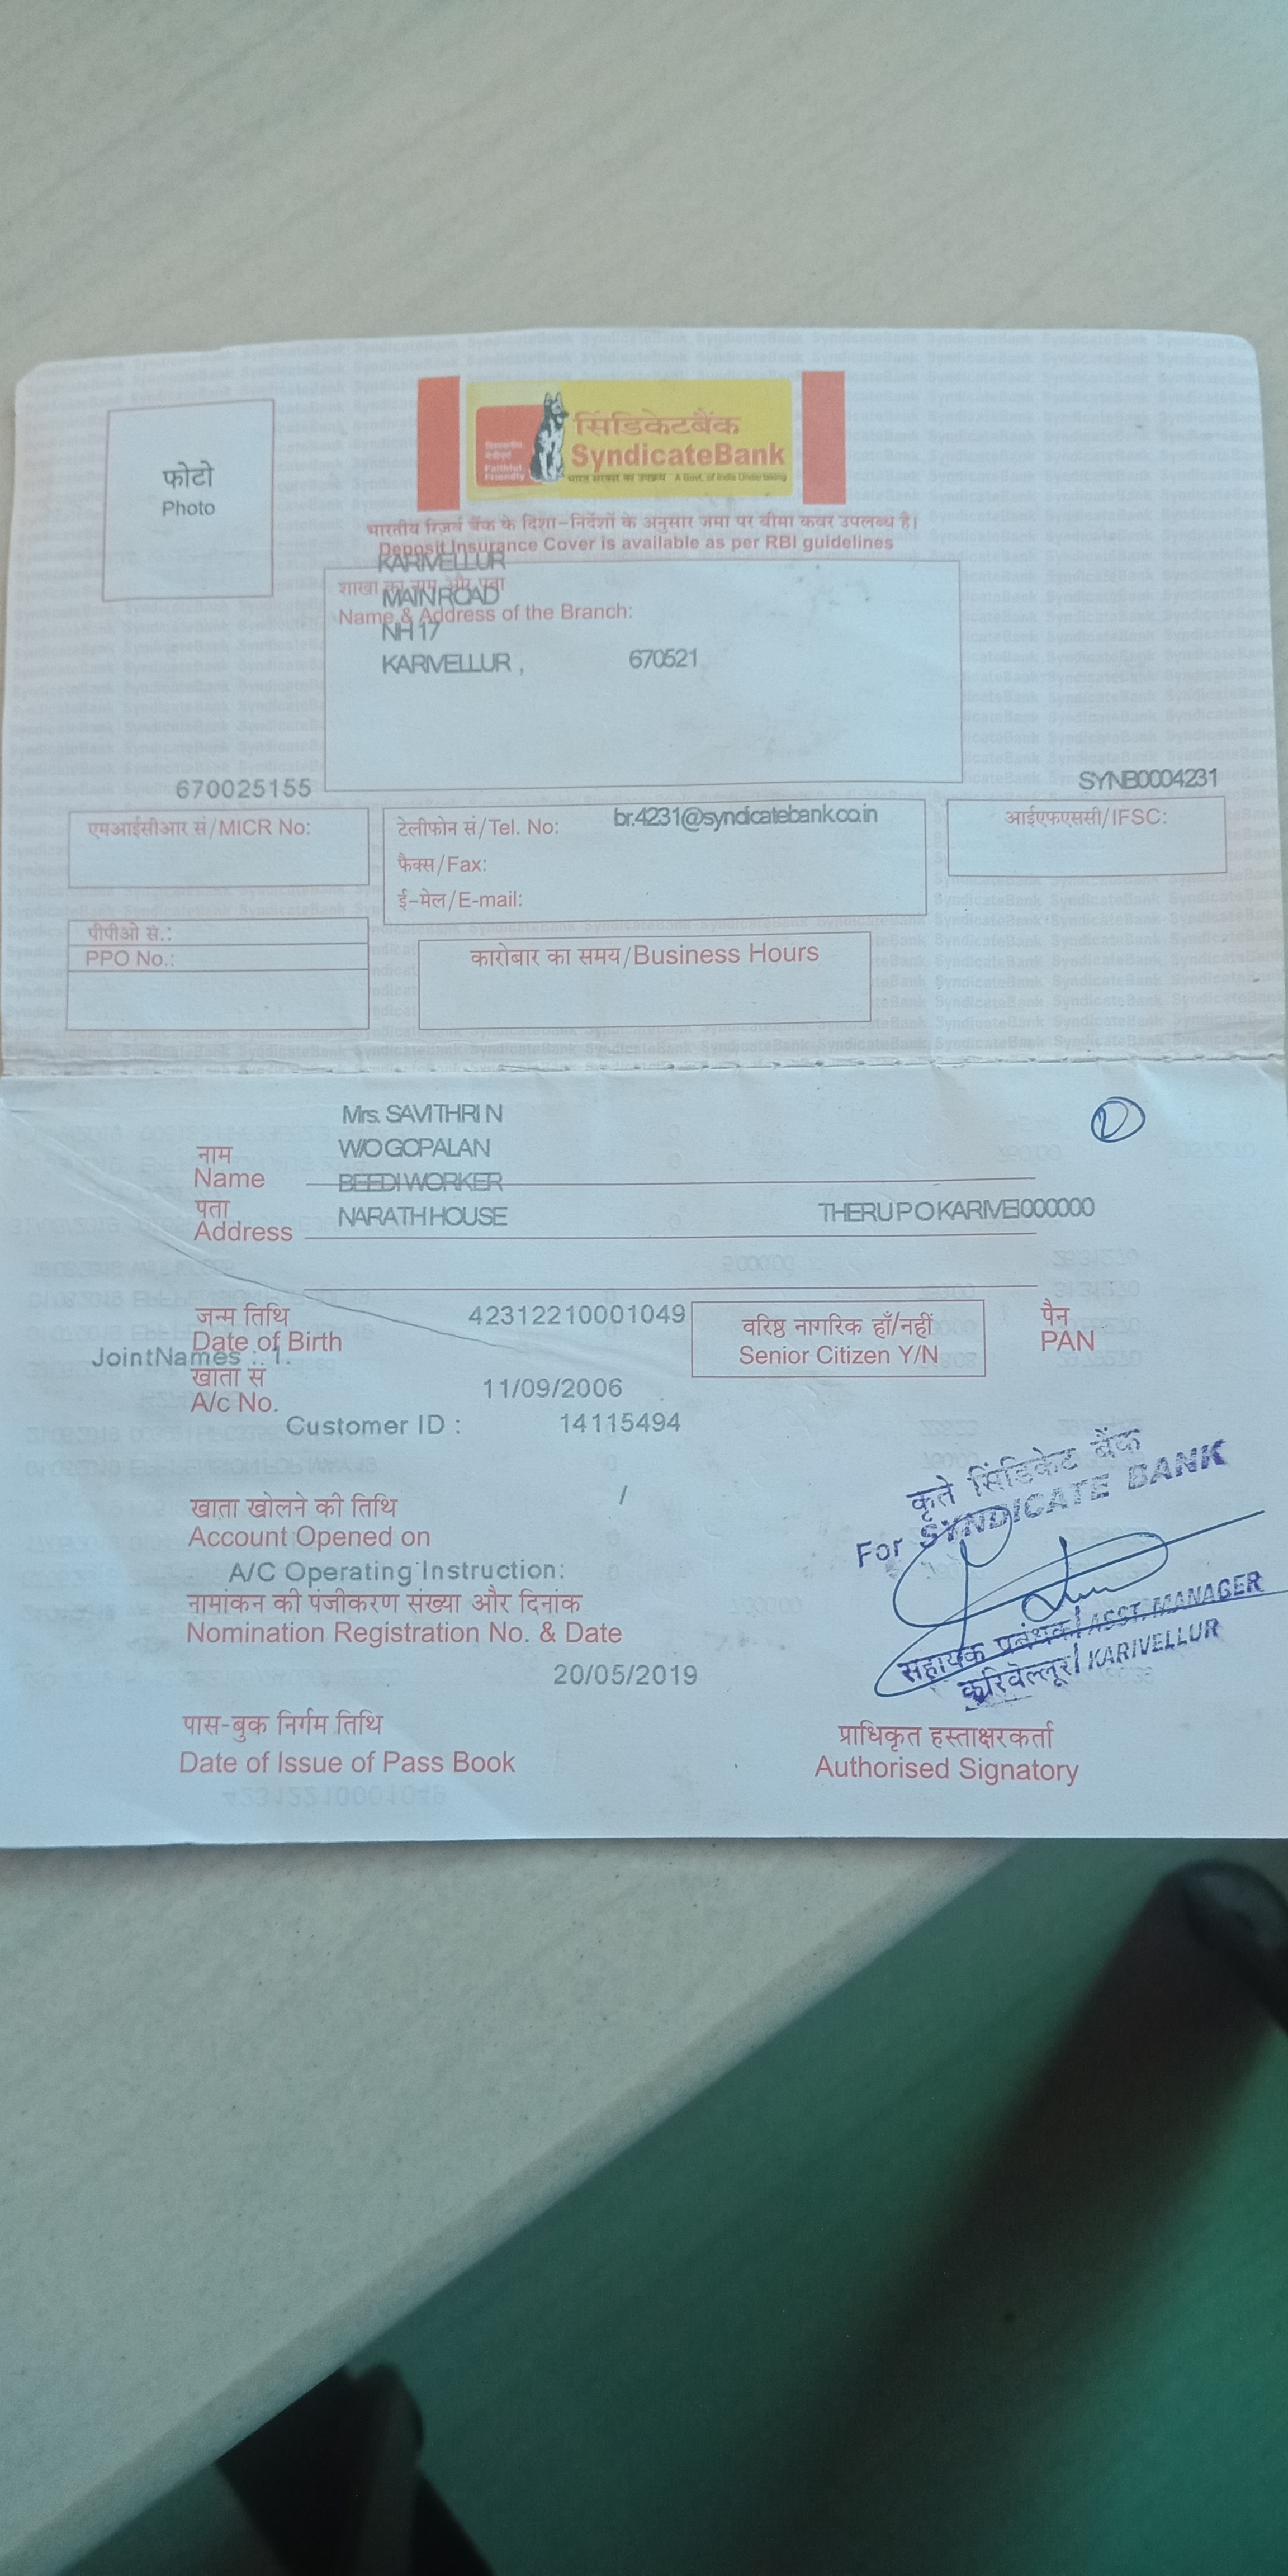 फोटो
Photo
विश्वसनीय
मैत्रीपूर्ण
Faithful
Friendly
सिंडिकेटबैंक
SyndicateBank
भारत सरकार का उपक्रम A Govt. of India Undertaking
भारतीय रिज़र्व बैंक के दिशा-निर्देशों के अनुसार जमा पर बीमा कवर उपलब्ध है।
Deposit Insurance Cover is available as per RBI guidelines
KARIVELLUR
शाखा का नाम और पता
MAIN ROAD
Name & Address of the Branch:
NH 17
KARIVELLUR , 670521
670025155
SYNB0004231
एमआईसीआर सं/MICR No:
टेलीफोन सं/Tel. No: br.4231@syndicatebank.co.in
आईएफएससी/IFSC:
फैक्स/Fax:
ई-मेल/E-mail:
पीपीओ सं.:
PPO No.:
कारोबार का समय/Business Hours
Mrs. SAVITHRI N
नाम W/O GOPALAN
Name BEEDI WORKER
पता NARATH HOUSE THERU P O KARIVEl000000
Address
जन्म तिथि 42312210001049
Date of Birth
वरिष्ठ नागरिक हाँ/नहीं
Senior Citizen Y/N
पैन
PAN
JointNames : 1.
खाता स 11/09/2006
A/c No.
Customer ID : 14115494
खाता खोलने की तिथि /
Account Opened on
A/C Operating Instruction:
नामांकन की पंजीकरण संख्या और दिनांक
Nomination Registration No. & Date
20/05/2019
पास-बुक निर्गम तिथि
Date of Issue of Pass Book
कृते सिंडिकेट बैंक
For SYNDICATE BANK
सहायक प्रबंधक/ ASST. MANAGER
करिवेल्लूर/ KARIVELLUR
प्राधिकृत हस्ताक्षरकर्ता
Authorised Signatory